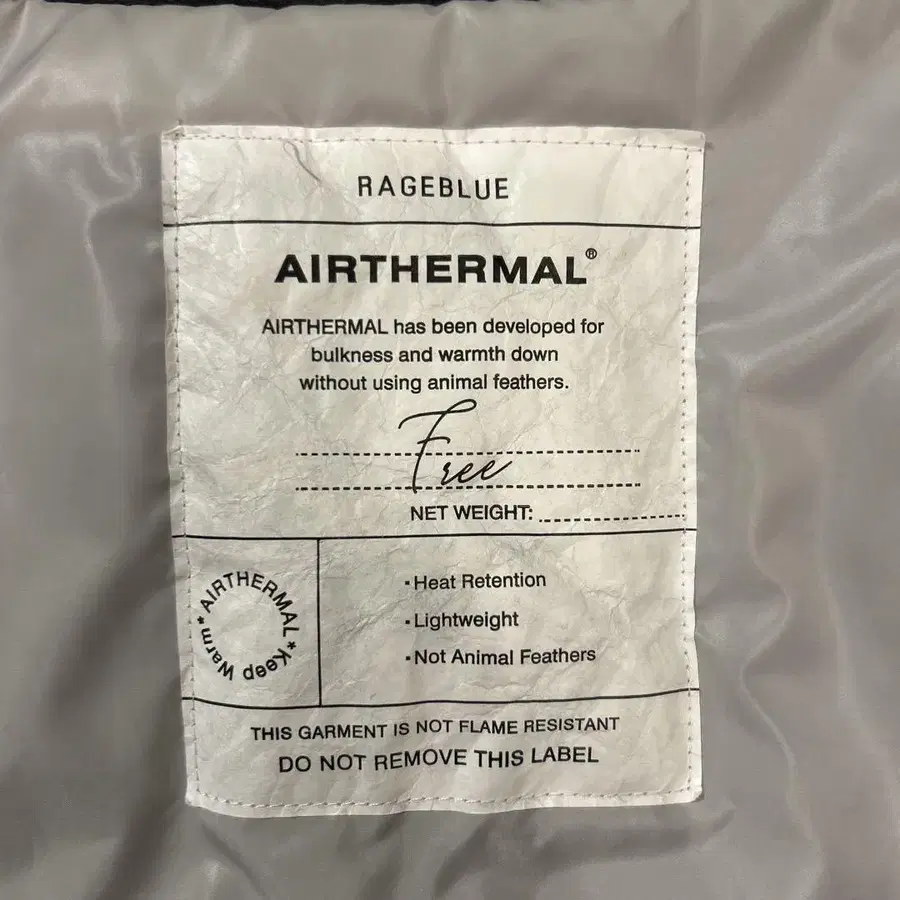 RAGEBLUE
AIRTHERMAL®
AIRTHERMAL has been developed for
bulkness and warmth down
without using animal feathers.
Free
NET WEIGHT:
AIRTHERMAL*Keep Warm*
·Heat Retention
·Lightweight
·Not Animal Feathers
THIS GARMENT IS NOT FLAME RESISTANT
DO NOT REMOVE THIS LABEL